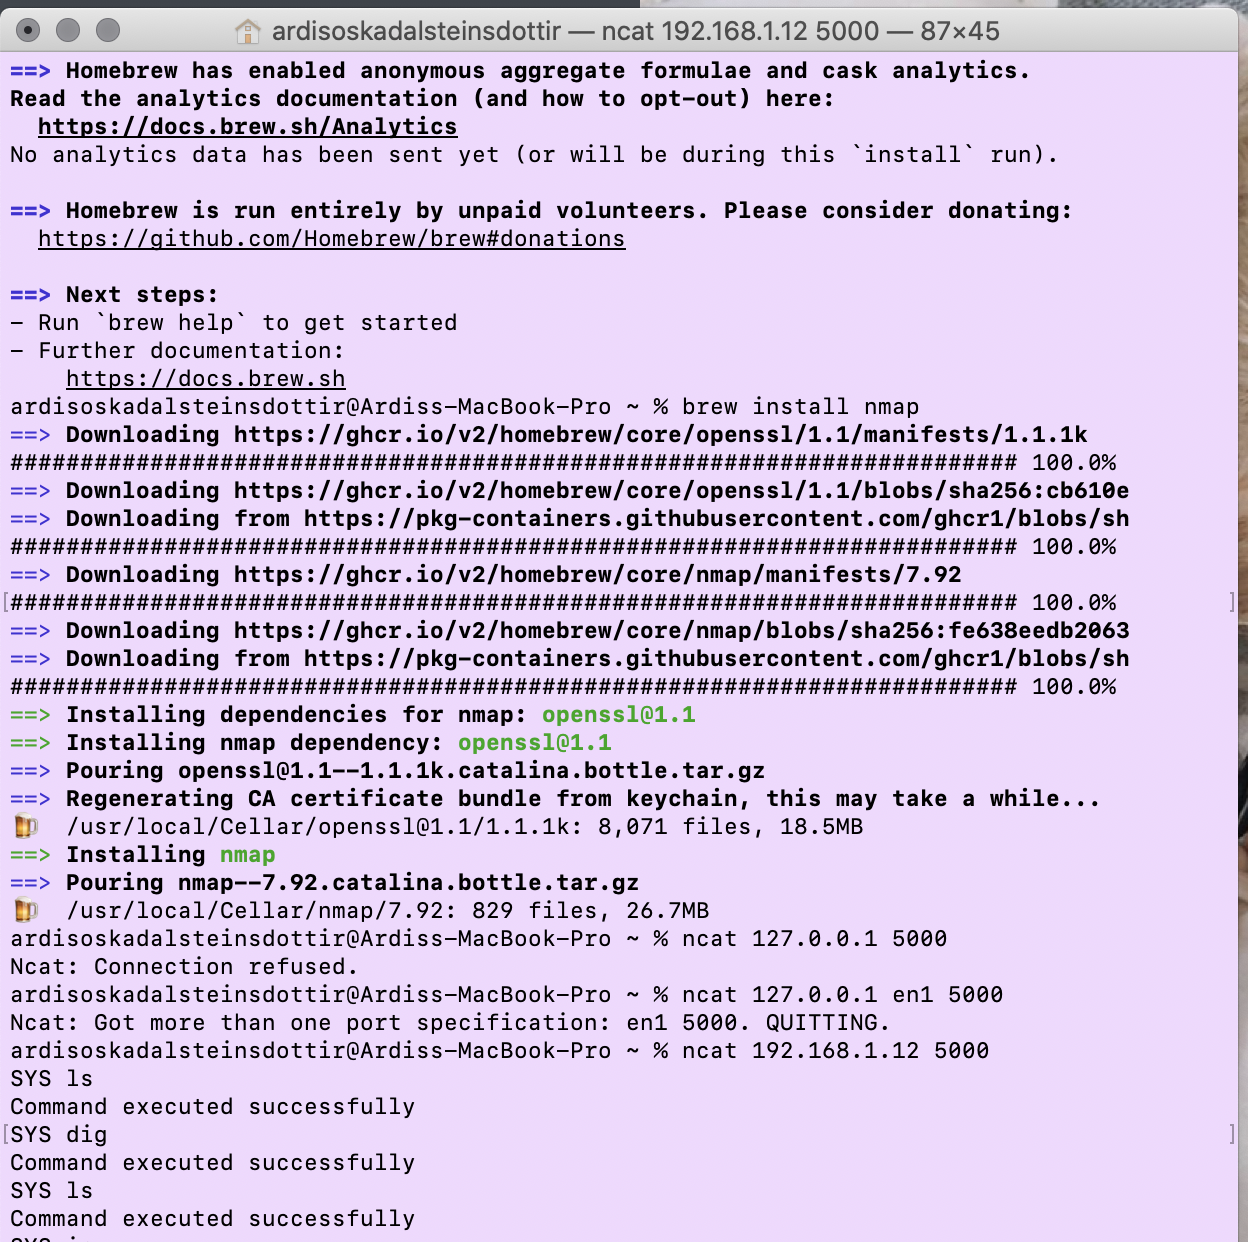 ardisoskadalsteinsdottir — ncat 192.168.1.12 5000 — 87×45
==> Homebrew has enabled anonymous aggregate formulae and cask analytics.
Read the analytics documentation (and how to opt-out) here:
  https://docs.brew.sh/Analytics
No analytics data has been sent yet (or will be during this `install` run).

==> Homebrew is run entirely by unpaid volunteers. Please consider donating:
  https://github.com/Homebrew/brew#donations

==> Next steps:
- Run `brew help` to get started
- Further documentation:
    https://docs.brew.sh
ardisoskadalsteinsdottir@Ardiss-MacBook-Pro ~ % brew install nmap
==> Downloading https://ghcr.io/v2/homebrew/core/openssl/1.1/manifests/1.1.1k
######################################################################## 100.0%
==> Downloading https://ghcr.io/v2/homebrew/core/openssl/1.1/blobs/sha256:cb610e
==> Downloading from https://pkg-containers.githubusercontent.com/ghcr1/blobs/sh
######################################################################## 100.0%
==> Downloading https://ghcr.io/v2/homebrew/core/nmap/manifests/7.92
[######################################################################## 100.0% ]
==> Downloading https://ghcr.io/v2/homebrew/core/nmap/blobs/sha256:fe638eedb2063
==> Downloading from https://pkg-containers.githubusercontent.com/ghcr1/blobs/sh
######################################################################## 100.0%
==> Installing dependencies for nmap: openssl@1.1
==> Installing nmap dependency: openssl@1.1
==> Pouring openssl@1.1--1.1.1k.catalina.bottle.tar.gz
==> Regenerating CA certificate bundle from keychain, this may take a while...
🍺  /usr/local/Cellar/openssl@1.1/1.1.1k: 8,071 files, 18.5MB
==> Installing nmap
==> Pouring nmap--7.92.catalina.bottle.tar.gz
🍺  /usr/local/Cellar/nmap/7.92: 829 files, 26.7MB
ardisoskadalsteinsdottir@Ardiss-MacBook-Pro ~ % ncat 127.0.0.1 5000
Ncat: Connection refused.
ardisoskadalsteinsdottir@Ardiss-MacBook-Pro ~ % ncat 127.0.0.1 en1 5000
Ncat: Got more than one port specification: en1 5000. QUITTING.
ardisoskadalsteinsdottir@Ardiss-MacBook-Pro ~ % ncat 192.168.1.12 5000
SYS ls
Command executed successfully
[SYS dig ]
Command executed successfully
SYS ls
Command executed successfully